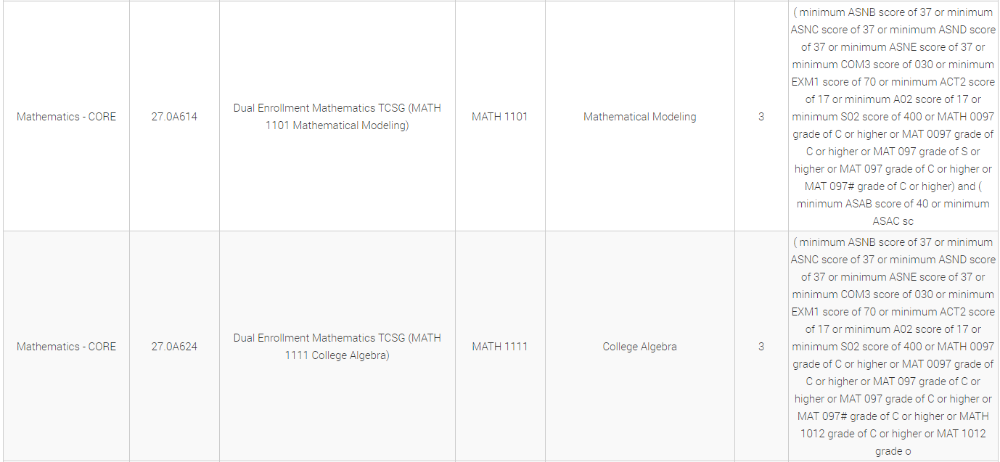 Mathematics - CORE
27.0A614
Dual Enrollment Mathematics TCSG (MATH
1101 Mathematical Modeling)
MATH 1101
Mathematical Modeling
3
( minimum ASNB score of 37 or minimum
ASNC score of 37 or minimum ASND score
of 37 or minimum ASNE score of 37 or
minimum COM3 score of 030 or minimum
EXM1 score of 70 or minimum ACT2 score
of 17 or minimum A02 score of 17 or
minimum S02 score of 400 or MATH 0097
grade of C or higher or MAT 0097 grade of
C or higher or MAT 097 grade of S or
higher or MAT 097 grade of C or higher or
MAT 097# grade of C or higher) and (
minimum ASAB score of 40 or minimum
ASAC sc
Mathematics - CORE
27.0A624
Dual Enrollment Mathematics TCSG (MATH
1111 College Algebra)
MATH 1111
College Algebra
3
( minimum ASNB score of 37 or minimum
ASNC score of 37 or minimum ASND score
of 37 or minimum ASNE score of 37 or
minimum COM3 score of 030 or minimum
EXM1 score of 70 or minimum ACT2 score
of 17 or minimum A02 score of 17 or
minimum S02 score of 400 or MATH 0097
grade of C or higher or MAT 0097 grade of
C or higher or MAT 097 grade of C or
higher or MAT 097 grade of C or higher or
MAT 097# grade of C or higher or MATH
1012 grade of C or higher or MAT 1012
grade o